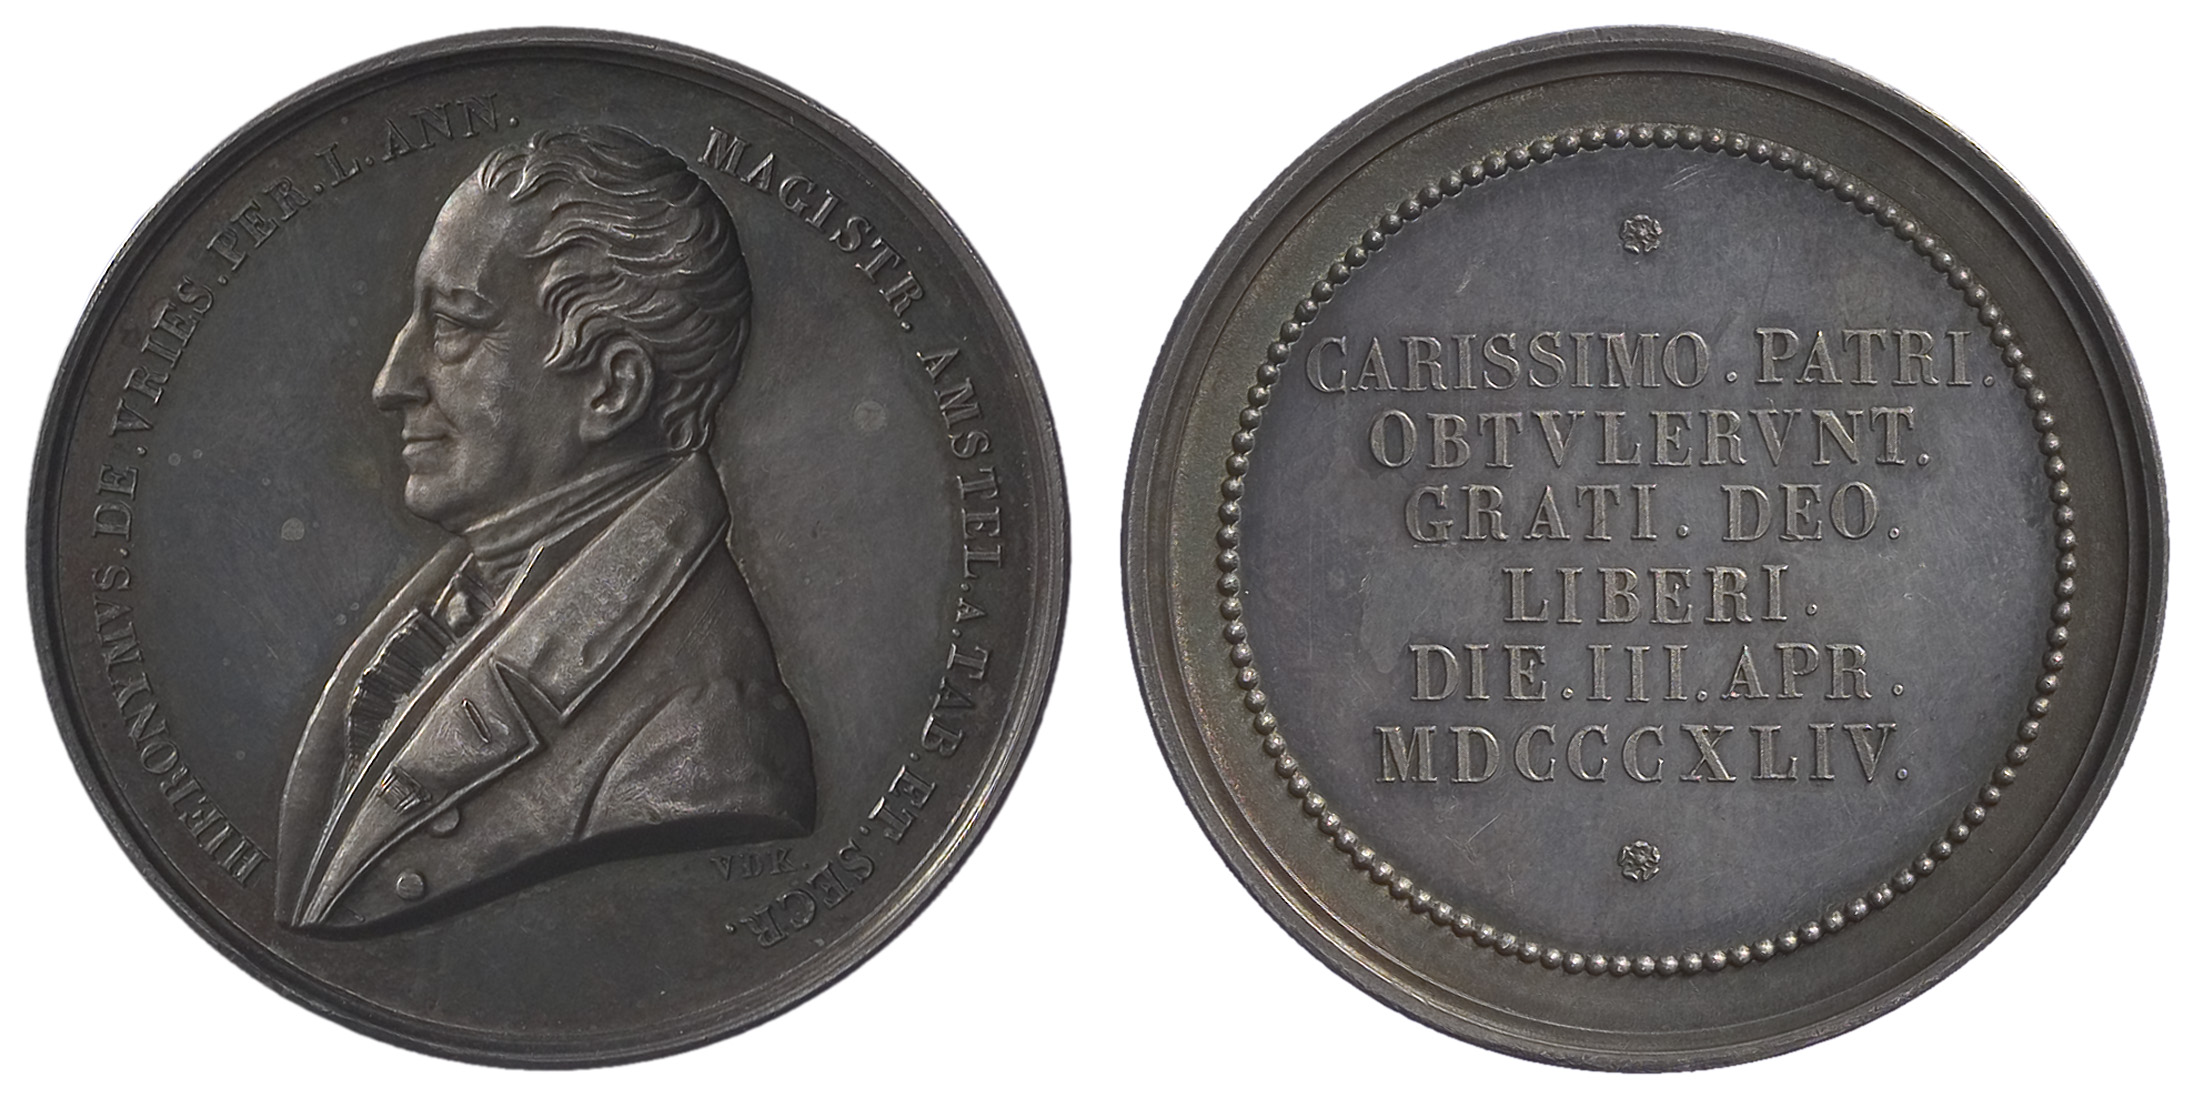 HIERONYMVS.DE.VRIES.PER.L.ANN. MAGISTR. AMSTEL.A.TAB.ET.SECR.
VDK.
CARISSIMO. PATRI.
OBTVLERVNT.
GRATI. DEO.
LIBERI.
DIE.III.APR.
MDCCCXLIV.